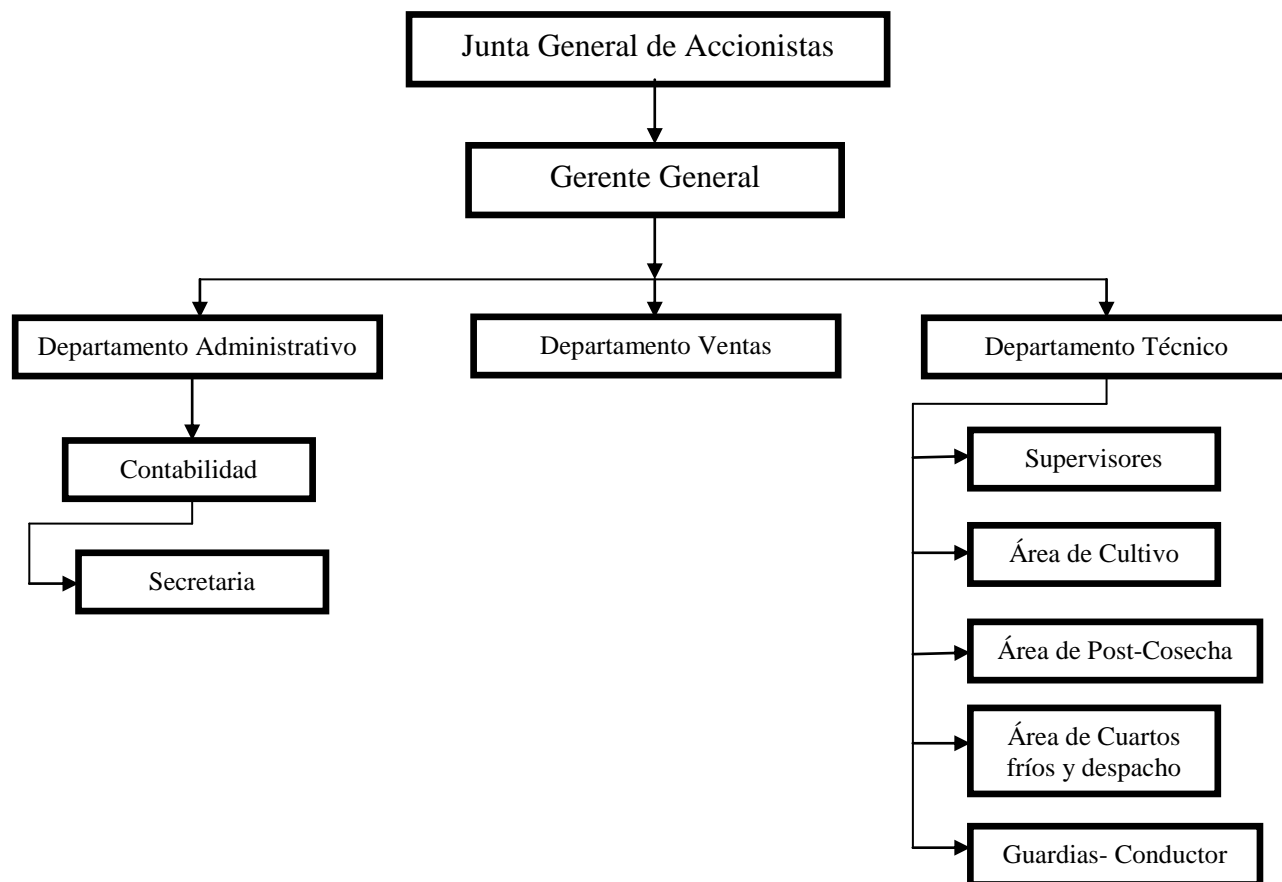 Junta General de Accionistas
Gerente General
Departamento Administrativo
Departamento Ventas
Departamento Técnico
Contabilidad
Secretaria
Supervisores
Área de Cultivo
Área de Post-Cosecha
Área de Cuartos
fríos y despacho
Guardias- Conductor